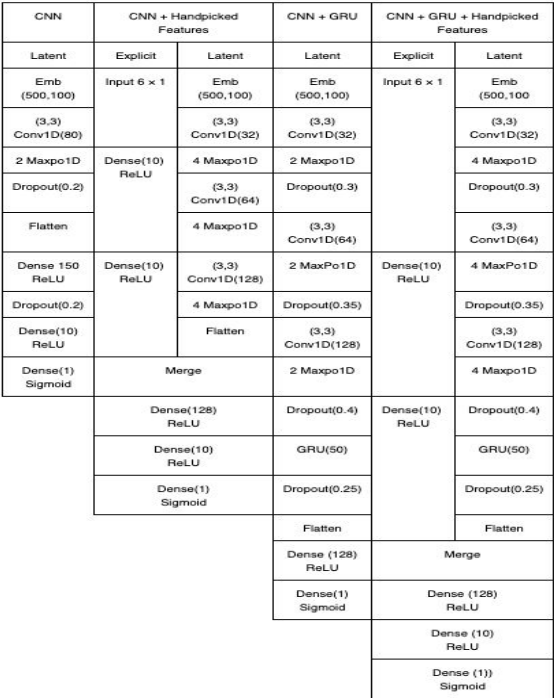 CNN
CNN + Handpicked
Features
CNN + GRU
CNN + GRU + Handpicked
Features
Latent
Explicit
Latent
Latent
Explicit
Latent
Emb
(500,100)
Input 6 × 1
Emb
(500,100)
Emb
(500,100)
Input 6 × 1
Emb
(500,100
(3,3)
Conv1D(80)
(3,3)
Conv1D(32)
(3,3)
Conv1D(32)
(3,3)
Conv1D(32)
2 Maxpo1D
Dense(10)
ReLU
4 Maxpo1D
2 Maxpo1D
4 Maxpo1D
Dropout(0.2)
(3,3)
Conv1D(64)
Dropout(0.3)
Dropout(0.3)
Flatten
4 Maxpo1D
(3,3)
Conv1D(64)
(3,3)
Conv1D(64)
Dense 150
ReLU
Dense(10)
ReLU
(3,3)
Conv1D(128)
2 MaxPo1D
Dense(10)
ReLU
4 MaxPo1D
Dropout(0.2)
4 Maxpo1D
Dropout(0.35)
Dropout(0.35)
Dense(10)
ReLU
Flatten
(3,3)
Conv1D(128)
(3,3)
Conv1D(128)
Dense(1)
Sigmoid
Merge
2 Maxpo1D
4 Maxpo1D
Dense(128)
ReLU
Dropout(0.4)
Dense(10)
ReLU
Dropout(0.4)
Dense(10)
ReLU
GRU(50)
GRU(50)
Dense(1)
Sigmoid
Dropout(0.25)
Dropout(0.25)
Flatten
Flatten
Dense (128)
ReLU
Merge
Dense(1)
Sigmoid
Dense (128)
ReLU
Dense (10)
ReLU
Dense (1))
Sigmoid